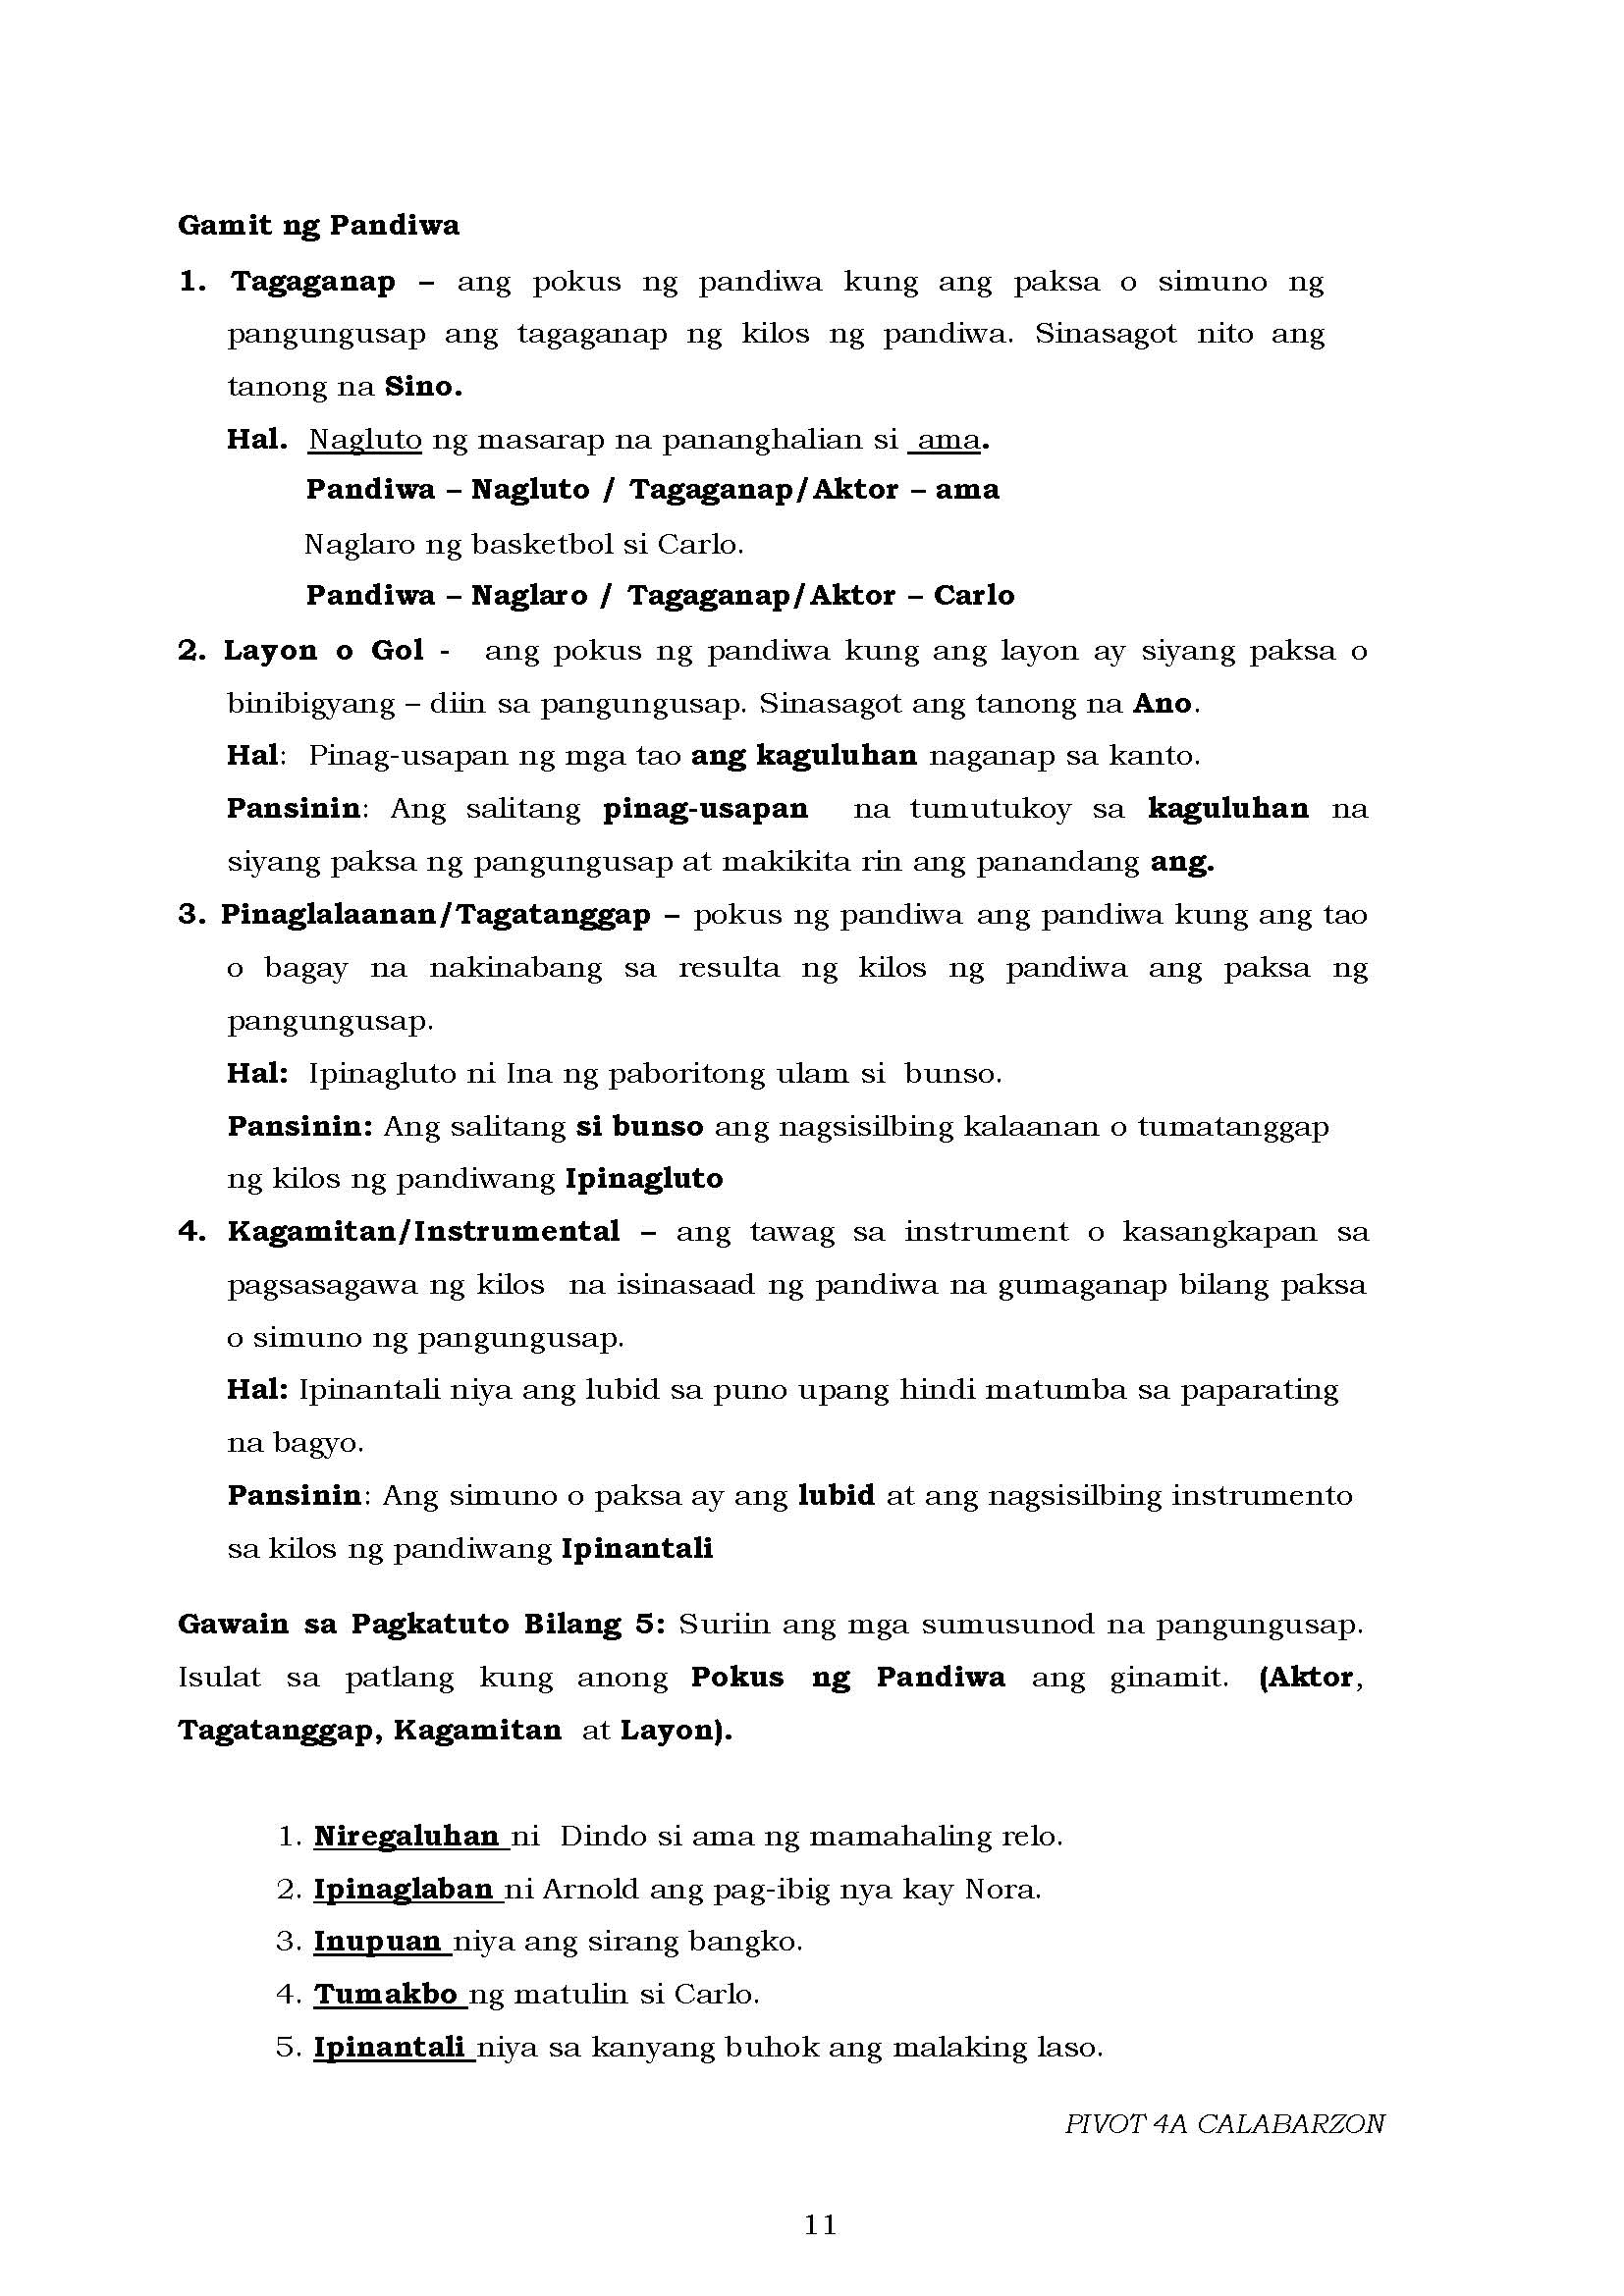 Gamit ng Pandiwa
1. Tagaganap – ang pokus ng pandiwa kung ang paksa o simuno ng
pangungusap ang tagaganap ng kilos ng pandiwa. Sinasagot nito ang
tanong na Sino.
Hal. Nagluto ng masarap na pananghalian si ama.
Pandiwa – Nagluto / Tagaganap/Aktor – ama
Naglaro ng basketbol si Carlo.
Pandiwa – Naglaro / Tagaganap/Aktor – Carlo
2. Layon o Gol - ang pokus ng pandiwa kung ang layon ay siyang paksa o
binibigyang – diin sa pangungusap. Sinasagot ang tanong na Ano.
Hal: Pinag-usapan ng mga tao ang kaguluhan naganap sa kanto.
Pansinin: Ang salitang pinag-usapan na tumutukoy sa kaguluhan na
siyang paksa ng pangungusap at makikita rin ang panandang ang.
3. Pinaglalaanan/Tagatanggap – pokus ng pandiwa ang pandiwa kung ang tao
o bagay na nakinabang sa resulta ng kilos ng pandiwa ang paksa ng
pangungusap.
Hal: Ipinagluto ni Ina ng paboritong ulam si bunso.
Pansinin: Ang salitang si bunso ang nagsisilbing kalaanan o tumatanggap
ng kilos ng pandiwang Ipinagluto
4. Kagamitan/Instrumental – ang tawag sa instrument o kasangkapan sa
pagsasagawa ng kilos na isinasaad ng pandiwa na gumaganap bilang paksa
o simuno ng pangungusap.
Hal: Ipinantali niya ang lubid sa puno upang hindi matumba sa paparating
na bagyo.
Pansinin: Ang simuno o paksa ay ang lubid at ang nagsisilbing instrumento
sa kilos ng pandiwang Ipinantali
Gawain sa Pagkatuto Bilang 5: Suriin ang mga sumusunod na pangungusap.
Isulat sa patlang kung anong Pokus ng Pandiwa ang ginamit. (Aktor,
Tagatanggap, Kagamitan at Layon).
1. Niregaluhan ni Dindo si ama ng mamahaling relo.
2. Ipinaglaban ni Arnold ang pag-ibig nya kay Nora.
3. Inupuan niya ang sirang bangko.
4. Tumakbo ng matulin si Carlo.
5. Ipinantali niya sa kanyang buhok ang malaking laso.
PIVOT 4A CALABARZON
11